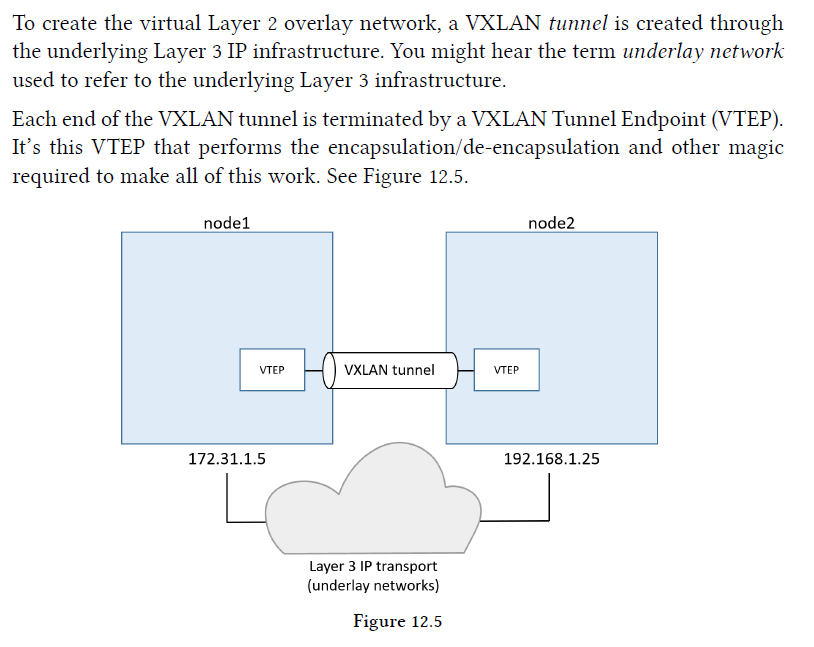 To create the virtual Layer 2 overlay network, a VXLAN tunnel is created through
the underlying Layer 3 IP infrastructure. You might hear the term underlay network
used to refer to the underlying Layer 3 infrastructure.
Each end of the VXLAN tunnel is terminated by a VXLAN Tunnel Endpoint (VTEP).
It's this VTEP that performs the encapsulation/de-encapsulation and other magic
required to make all of this work. See Figure 12.5.
node1
node2
VTEP
VXLAN tunnel
VTEP
172.31.1.5
192.168.1.25
Layer 3 IP transport
(underlay networks)
Figure 12.5